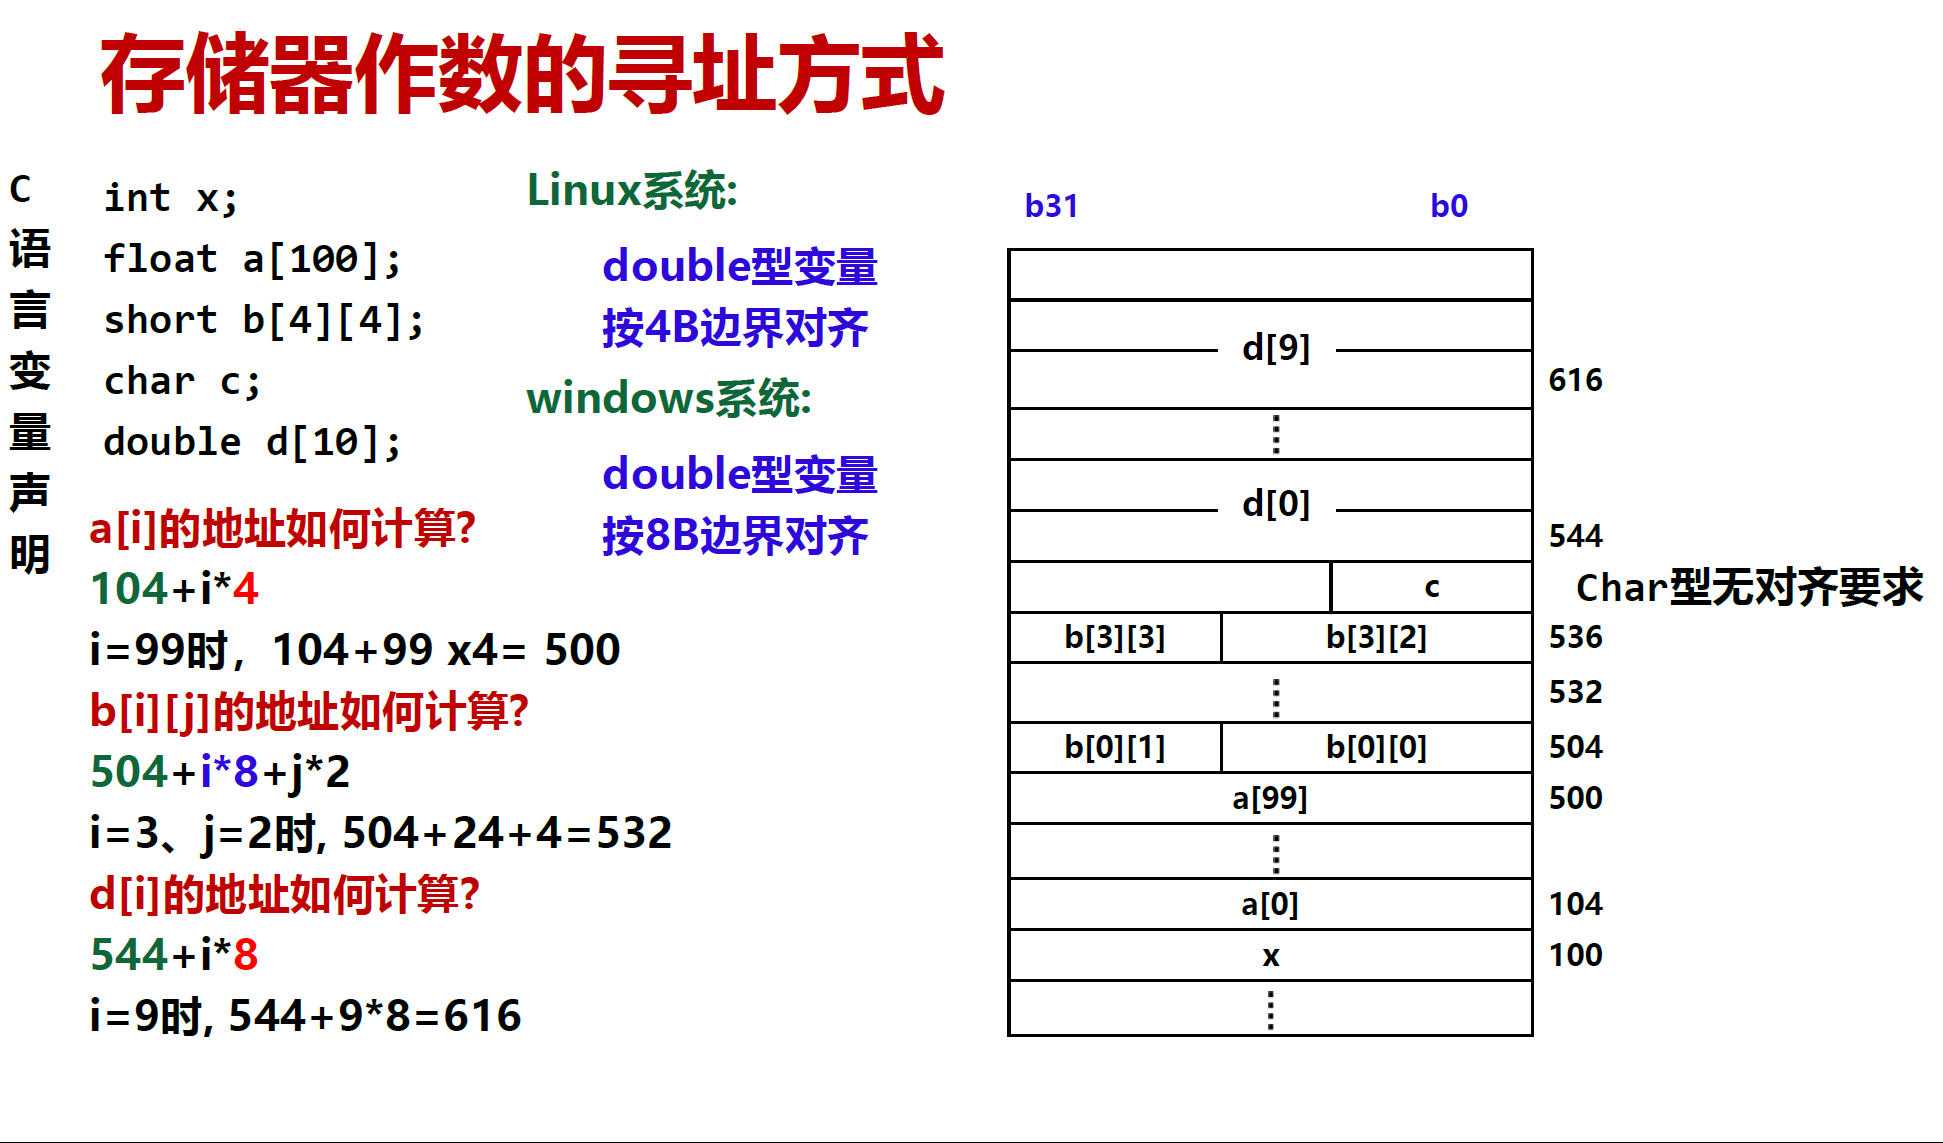 存储器作数的寻址方式
C语言变量声明
int x;
float a[100];
short b[4][4];
char c;
double d[10];
Linux系统:
double型变量
按4B边界对齐
windows系统:
double型变量
按8B边界对齐
a[i]的地址如何计算?
104+i*4
i=99时，104+99 x4= 500
b[i][j]的地址如何计算?
504+i*8+j*2
i=3、j=2时, 504+24+4=532
d[i]的地址如何计算?
544+i*8
i=9时, 544+9*8=616
b31 b0
d[9]
616
d[0]
544
c Char型无对齐要求
b[3][3] b[3][2] 536
532
b[0][1] b[0][0] 504
a[99] 500
a[0] 104
x 100